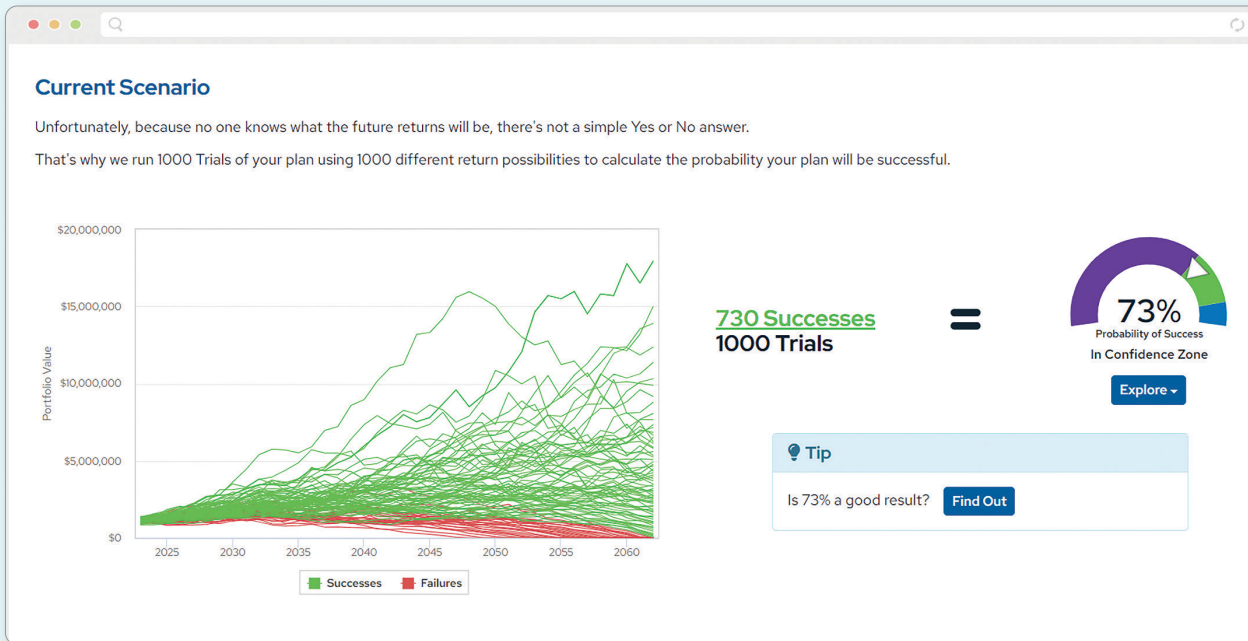 Current Scenario
Unfortunately, because no one knows what the future returns will be, there's not a simple Yes or No answer.
That's why we run 1000 Trials of your plan using 1000 different return possibilities to calculate the probability your plan will be successful.
Portfolio Value
$20,000,000
$15,000,000
$10,000,000
$5,000,000
$0
2025 2030 2035 2040 2045 2050 2055 2060
Successes Failures
730 Successes
1000 Trials
=
73%
Probability of Success
In Confidence Zone
Explore
Tip
Is 73% a good result? Find Out